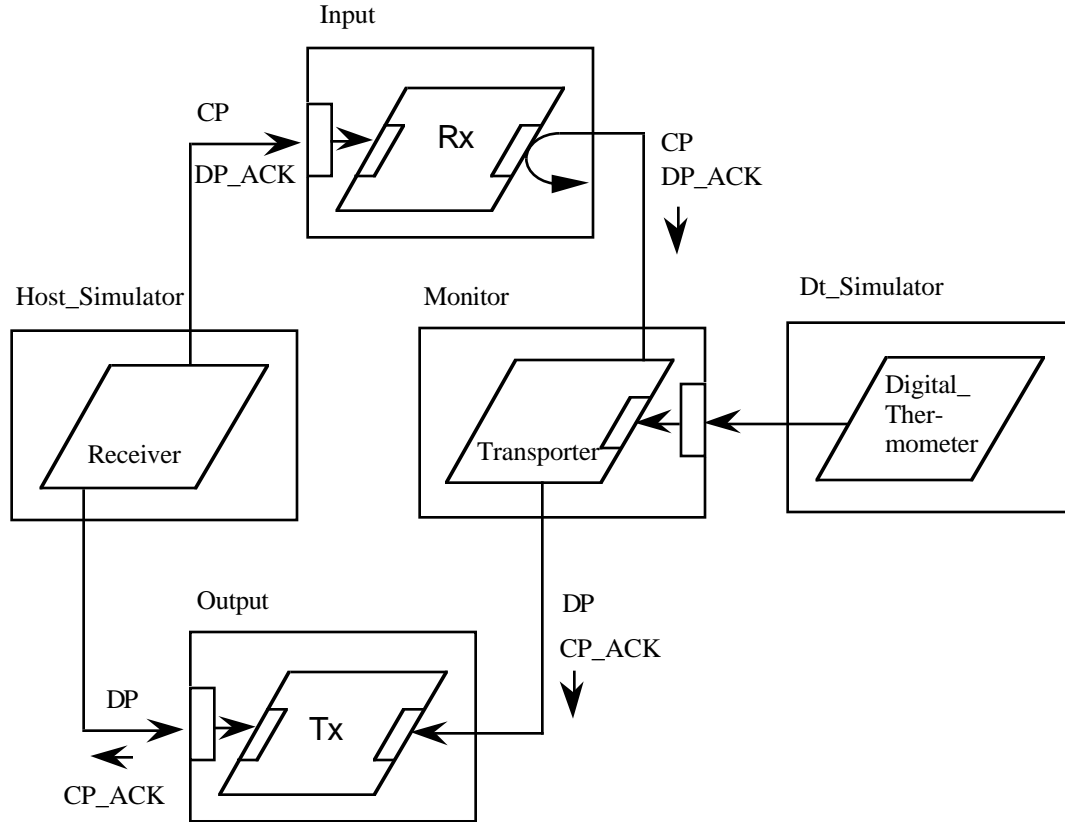 Input
CP
DP_ACK
Rx
CP
DP_ACK
Host_Simulator
Monitor
Dt_Simulator
Receiver
Transporter
Digital_
Ther-
mometer
Output
DP
CP_ACK
DP
CP_ACK
Tx